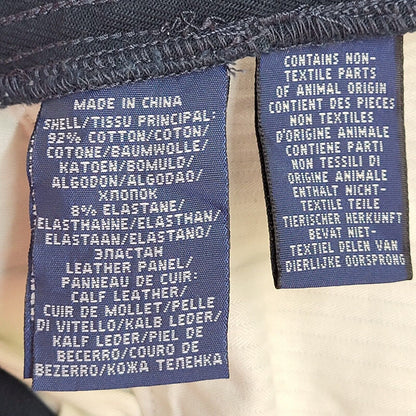 MADE IN CHINA
SHELL/TISSU PRINCIPAL:
92% COTTON/COTON/
COTONE/BAUMWOLLE/
KATOEN/BOMULD/
ALGODON/ALGODAO/
ХЛОПОК
8% ELASTANE/
ELASTHANNE/ELASTHAN/
ELASTAAN/ELASTANO/
ЭЛАСТАН
LEATHER PANEL/
PANNEAU DE CUIR:
CALF LEATHER/
CUIR DE MOLLET/PELLE
DI VITELLO/KALB LEDER/
KALF LEDER/PIEL DE
BECERRO/COURO DE
BEZERRO/КОЖА ТЕЛЕНКА
CONTAINS NON-
TEXTILE PARTS
OF ANIMAL ORIGIN
CONTIENT DES PIECES
NON TEXTILES
D'ORIGINE ANIMALE
CONTIENE PARTI
NON TESSILI DI
ORIGINE ANIMALE
ENTHALT NICHT-
TEXTILE TEILE
TIERISCHER HERKUNFT
BEVAT NIET-
TEXTIEL DELEN VAN
DIERLIJKE OORSPRONG